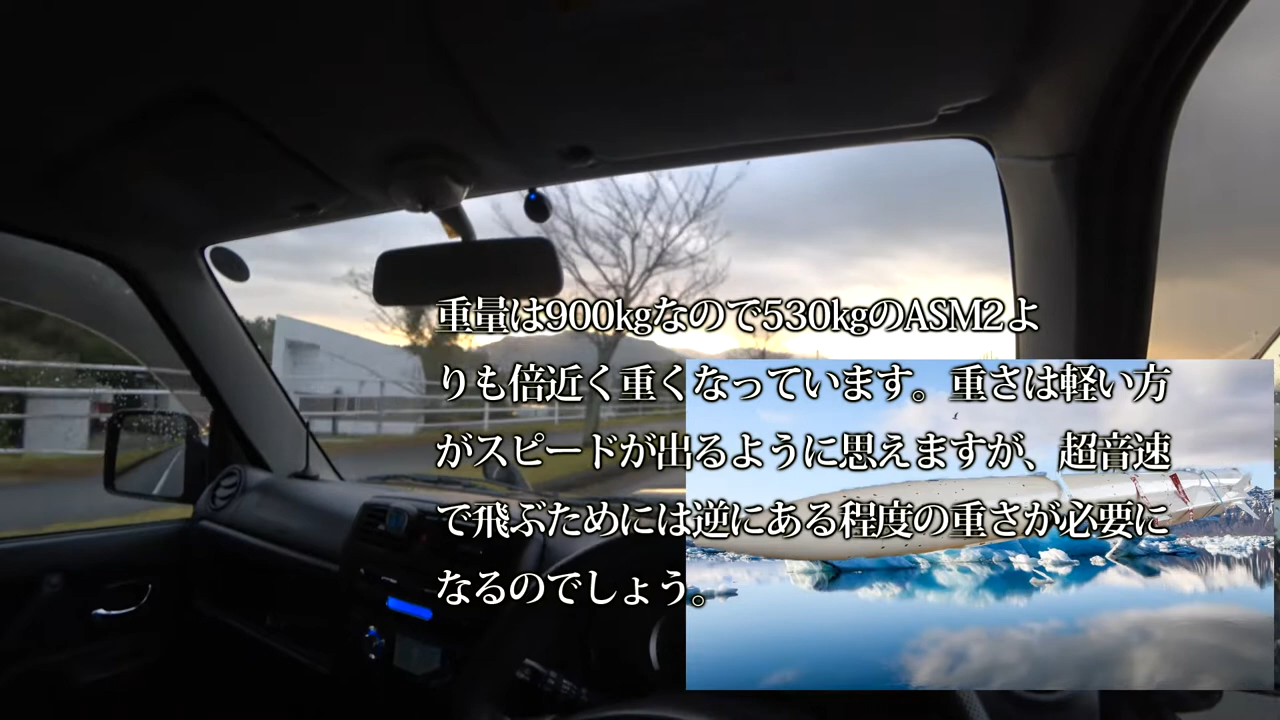 重量は900kgなので530kgのASM2よ
りも倍近く重くなっています。重さは軽い方
がスピードが出るように思えますが、超音速
で飛ぶためには逆にある程度の重さが必要に
なるのでしょう。